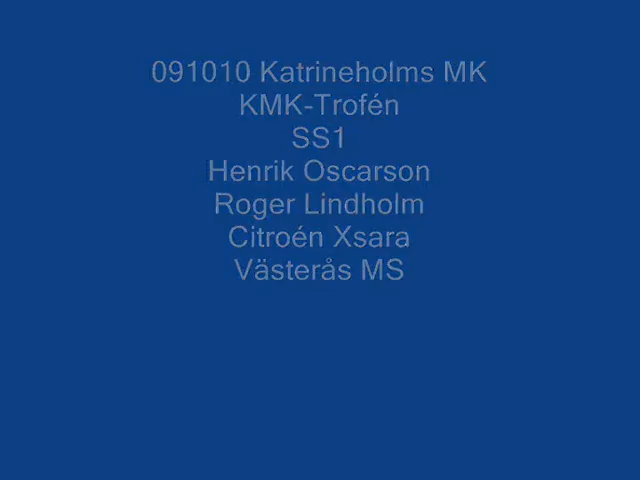 091010 Katrineholms MK
KMK-Trofén
SS1
Henrik Oscarson
Roger Lindholm
Citroén Xsara
Västerås MS